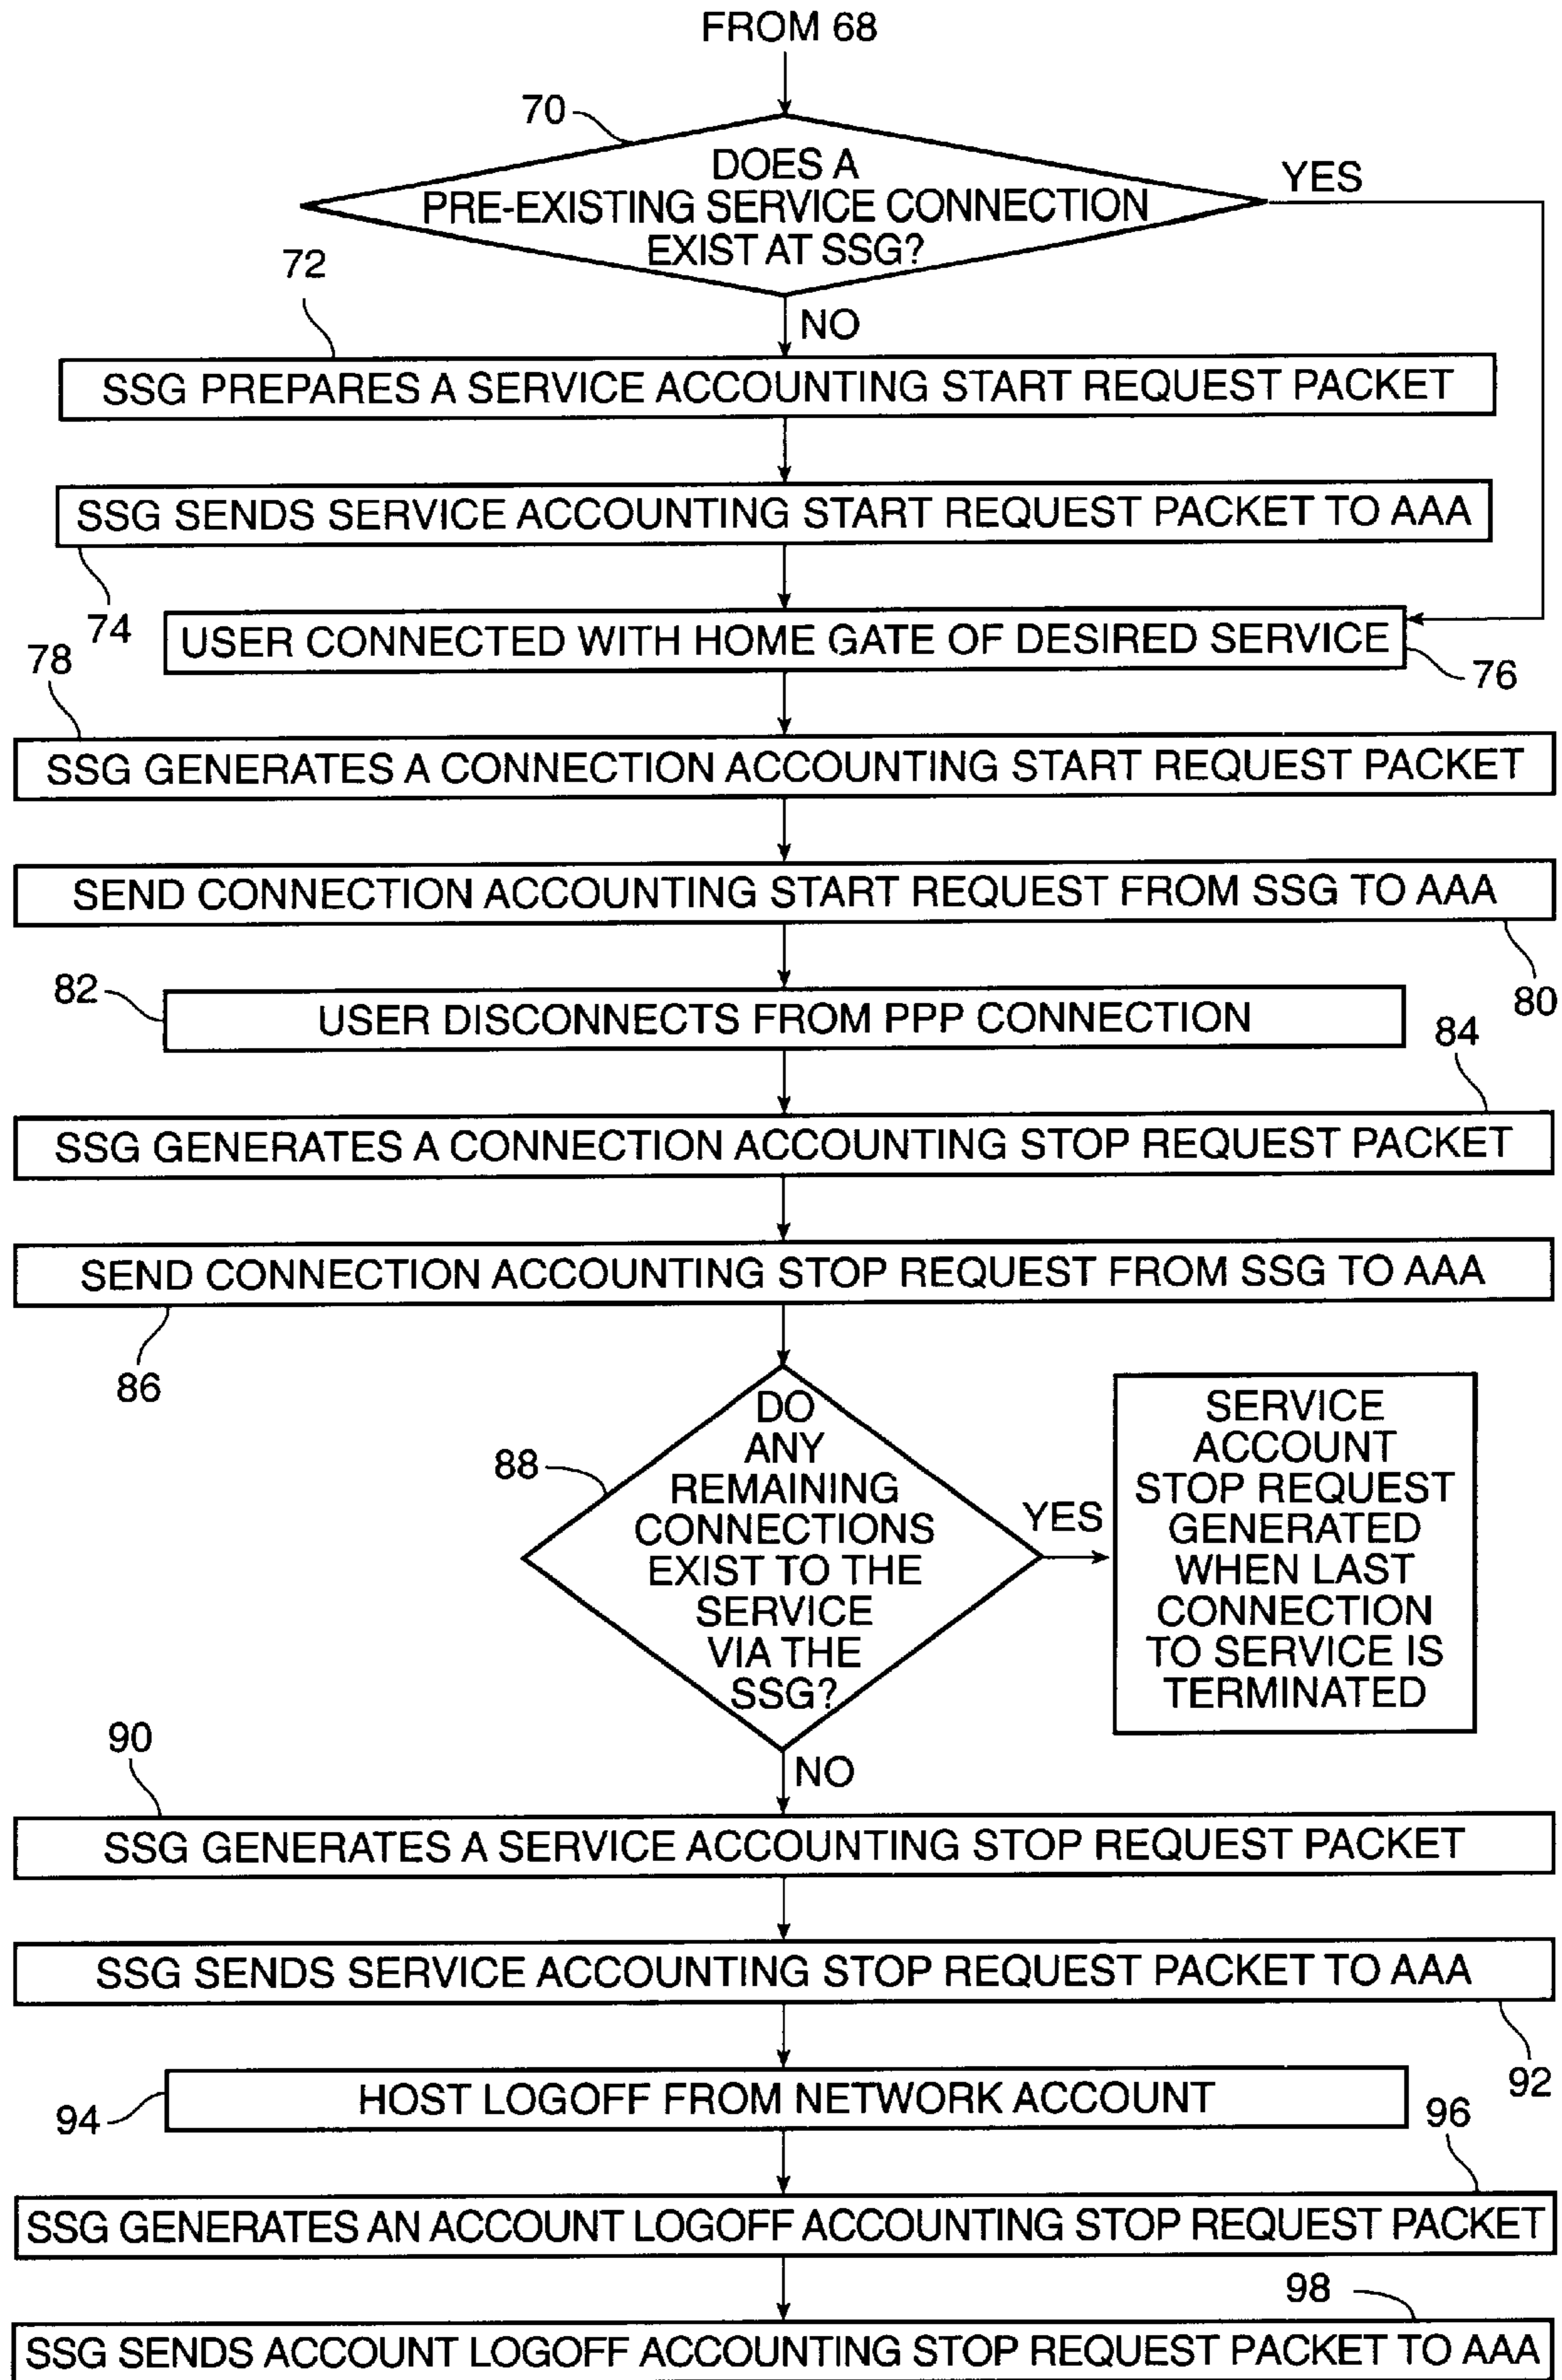 FROM 68
70
DOES A
PRE-EXISTING SERVICE CONNECTION
EXIST AT SSG?
YES
72
NO
SSG PREPARES A SERVICE ACCOUNTING START REQUEST PACKET
SSG SENDS SERVICE ACCOUNTING START REQUEST PACKET TO AAA
74
USER CONNECTED WITH HOME GATE OF DESIRED SERVICE
76
78
SSG GENERATES A CONNECTION ACCOUNTING START REQUEST PACKET
SEND CONNECTION ACCOUNTING START REQUEST FROM SSG TO AAA
80
82
USER DISCONNECTS FROM PPP CONNECTION
84
SSG GENERATES A CONNECTION ACCOUNTING STOP REQUEST PACKET
SEND CONNECTION ACCOUNTING STOP REQUEST FROM SSG TO AAA
86
88
DO
ANY
REMAINING
CONNECTIONS
EXIST TO THE
SERVICE
VIA THE
SSG?
YES
SERVICE
ACCOUNT
STOP REQUEST
GENERATED
WHEN LAST
CONNECTION
TO SERVICE IS
TERMINATED
90
NO
SSG GENERATES A SERVICE ACCOUNTING STOP REQUEST PACKET
SSG SENDS SERVICE ACCOUNTING STOP REQUEST PACKET TO AAA
92
94
HOST LOGOFF FROM NETWORK ACCOUNT
96
SSG GENERATES AN ACCOUNT LOGOFF ACCOUNTING STOP REQUEST PACKET
98
SSG SENDS ACCOUNT LOGOFF ACCOUNTING STOP REQUEST PACKET TO AAA